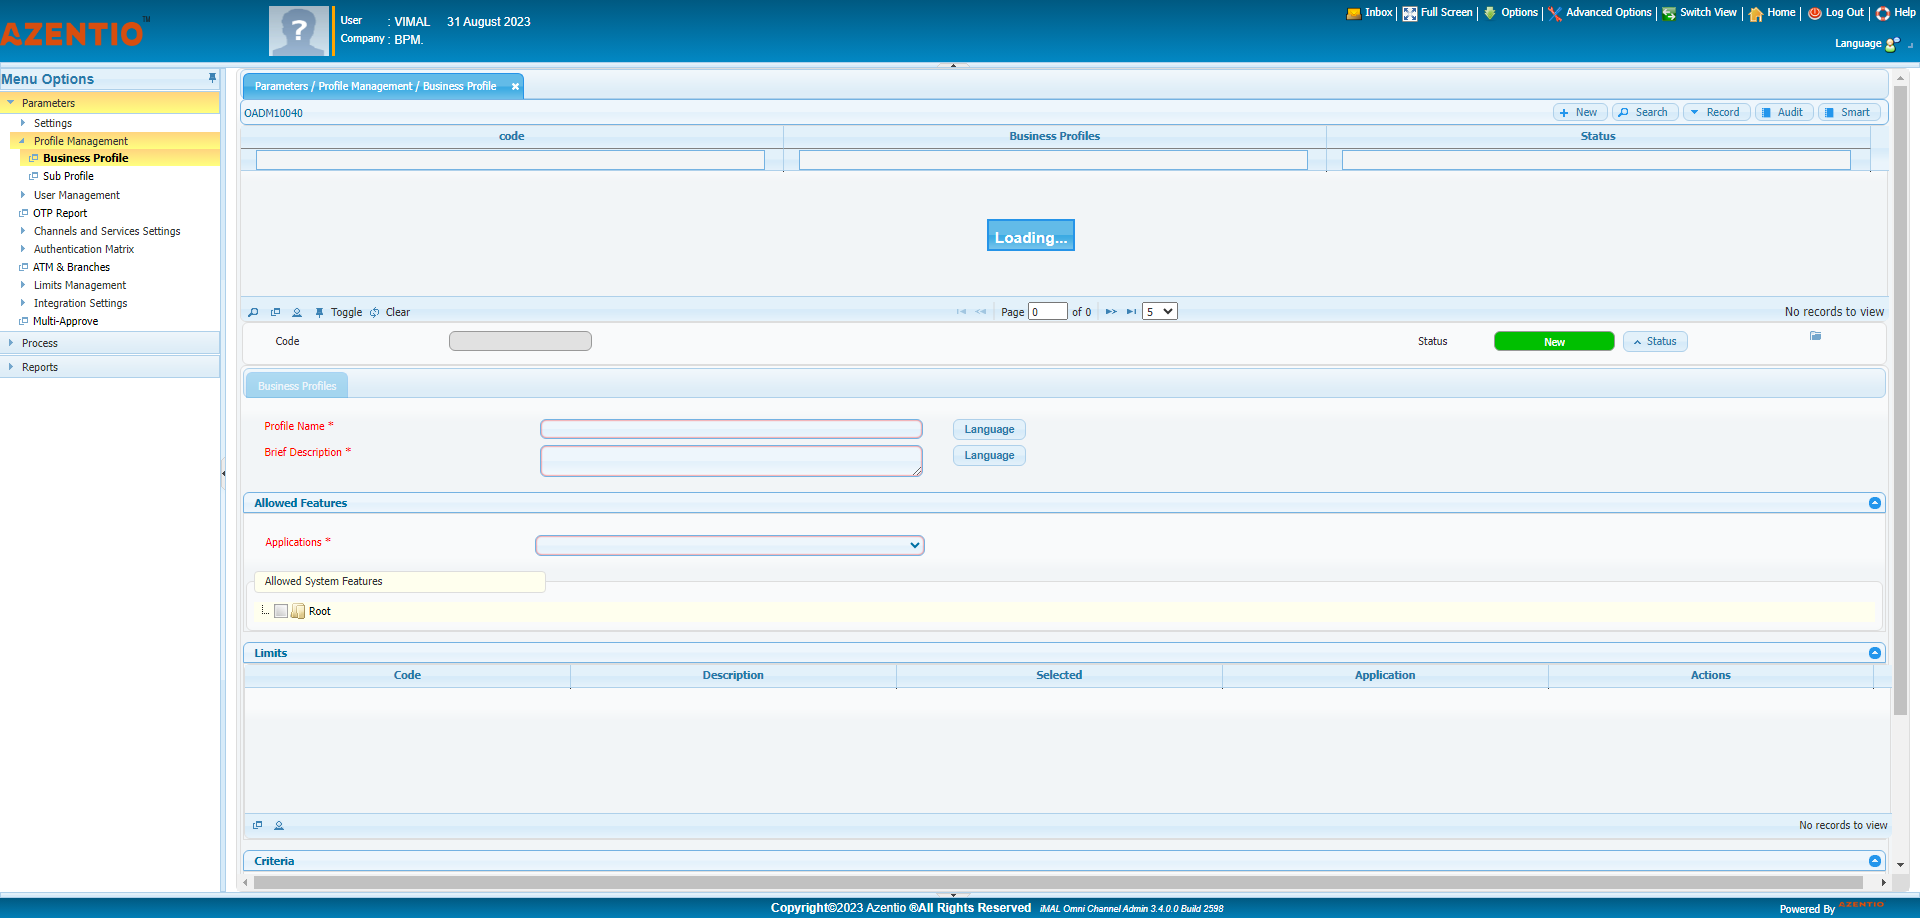 AZENTIO™
User : VIMAL 31 August 2023
Company : BPM.
Inbox Full Screen Options Advanced Options Switch View Home Log Out Help
Language
Menu Options
Parameters
Settings
Profile Management
Business Profile
Sub Profile
User Management
OTP Report
Channels and Services Settings
Authentication Matrix
ATM & Branches
Limits Management
Integration Settings
Multi-Approve
Process
Reports
Parameters / Profile Management / Business Profile
OADM10040
New Search Record Audit Smart
code Business Profiles Status
Loading...
Toggle Clear Page 0 of 0 5 No records to view
Code Status New Status
Business Profiles
Profile Name * Language
Brief Description * Language
Allowed Features
Applications *
Allowed System Features
Root
Limits
Code Description Selected Application Actions
No records to view
Criteria
Copyright©2023 Azentio ®All Rights Reserved iMAL Omni Channel Admin 3.4.0.0 Build 2598
Powered By AZENTIO